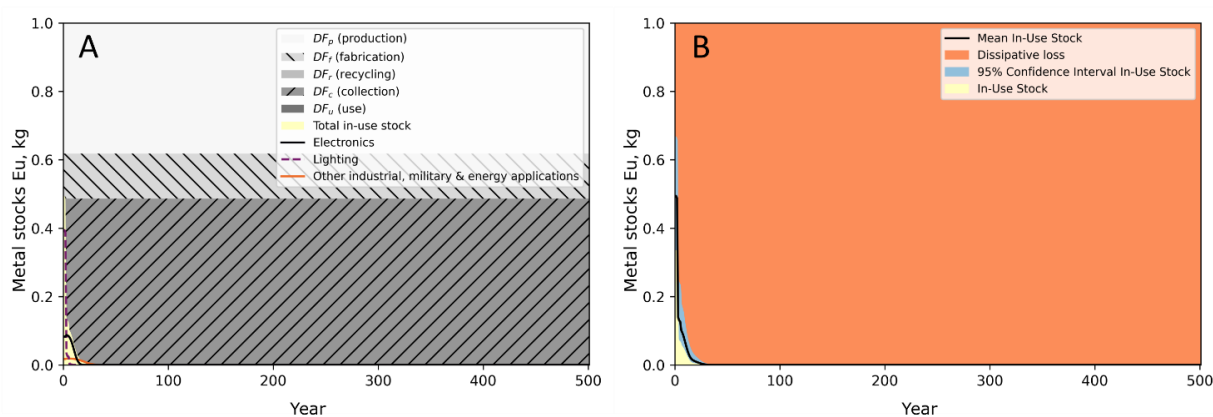 A
Metal stocks Eu, kg
1.0
0.8
0.6
0.4
0.2
0.0
DFp (production)
DFf (fabrication)
DFr (recycling)
DFc (collection)
DFu (use)
Total in-use stock
Electronics
Lighting
Other industrial, military & energy applications
0 100 200 300 400 500
Year
B
Metal stocks Eu, kg
1.0
0.8
0.6
0.4
0.2
0.0
Mean In-Use Stock
Dissipative loss
95% Confidence Interval In-Use Stock
In-Use Stock
0 100 200 300 400 500
Year